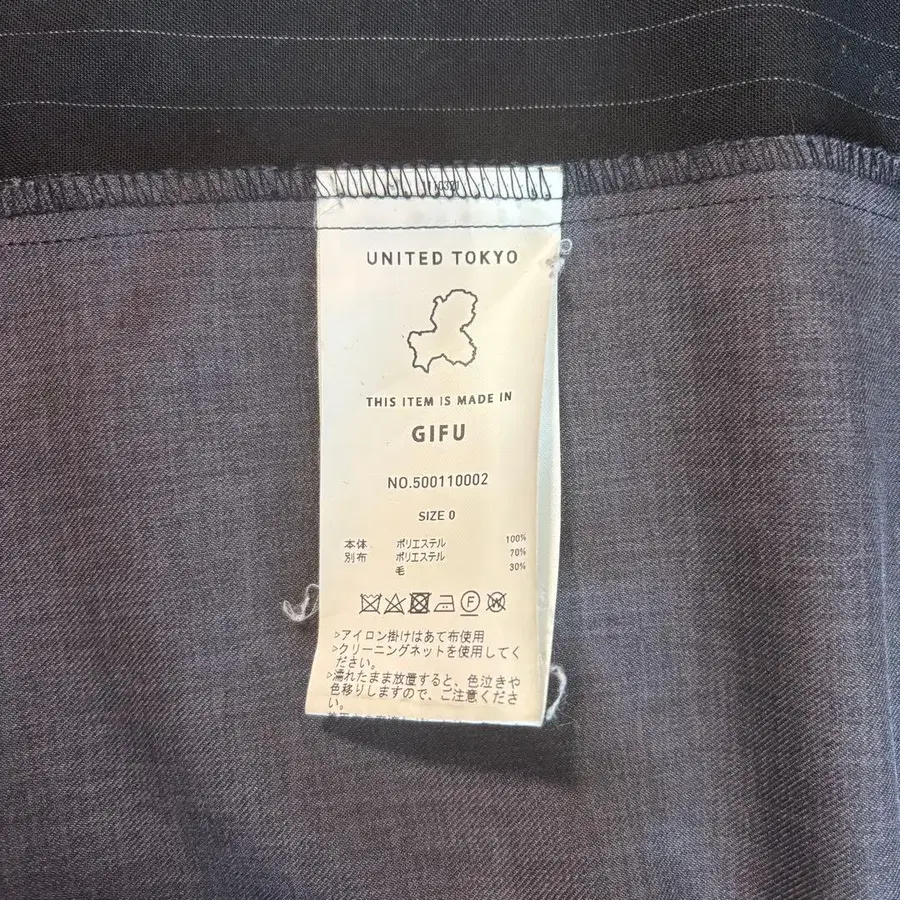 UNITED TOKYO
THIS ITEM IS MADE IN
GIFU
NO.500110002
SIZE 0
本体 ポリエステル 100%
別布 ポリエステル 70%
毛 30%
F W
>アイロン掛けはあて布使用
>クリーニングネットを使用してく
ださい。
>濡れたまま放置すると、色泣きや
色移りしますので、ご注意くださ
い。